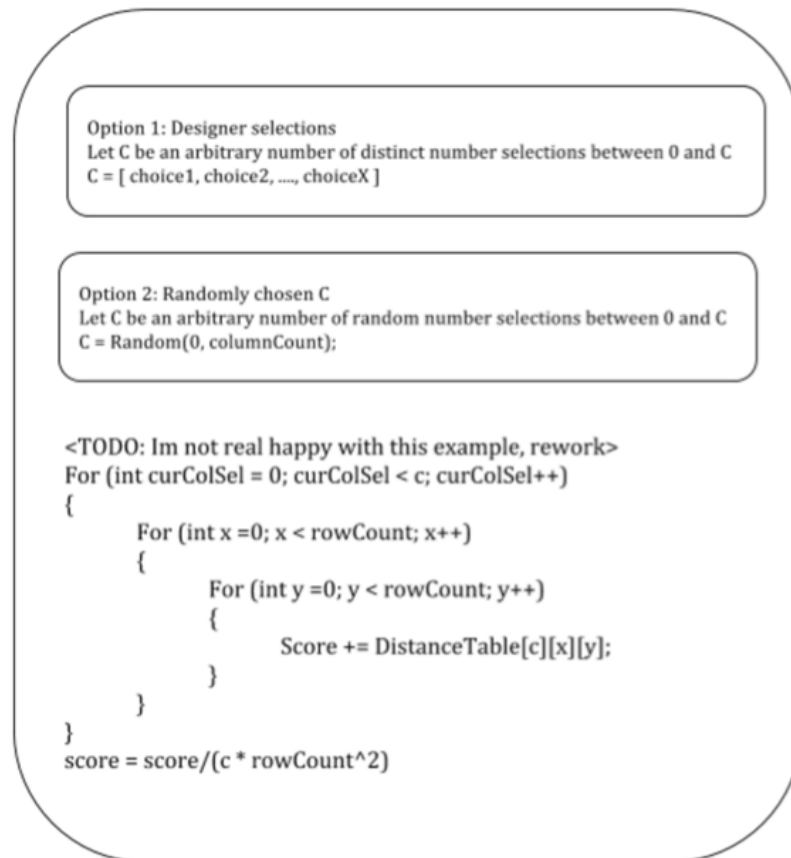 Option 1: Designer selections
Let C be an arbitrary number of distinct number selections between 0 and C
C = [ choice1, choice2, ...., choiceX ]
Option 2: Randomly chosen C
Let C be an arbitrary number of random number selections between 0 and C
C = Random(0, columnCount);
<TODO: Im not real happy with this example, rework>
For (int curColSel = 0; curColSel < c; curColSel++)
{
For (int x =0; x < rowCount; x++)
{
For (int y =0; y < rowCount; y++)
{
Score += DistanceTable[c][x][y];
}
}
}
score = score/(c * rowCount^2)